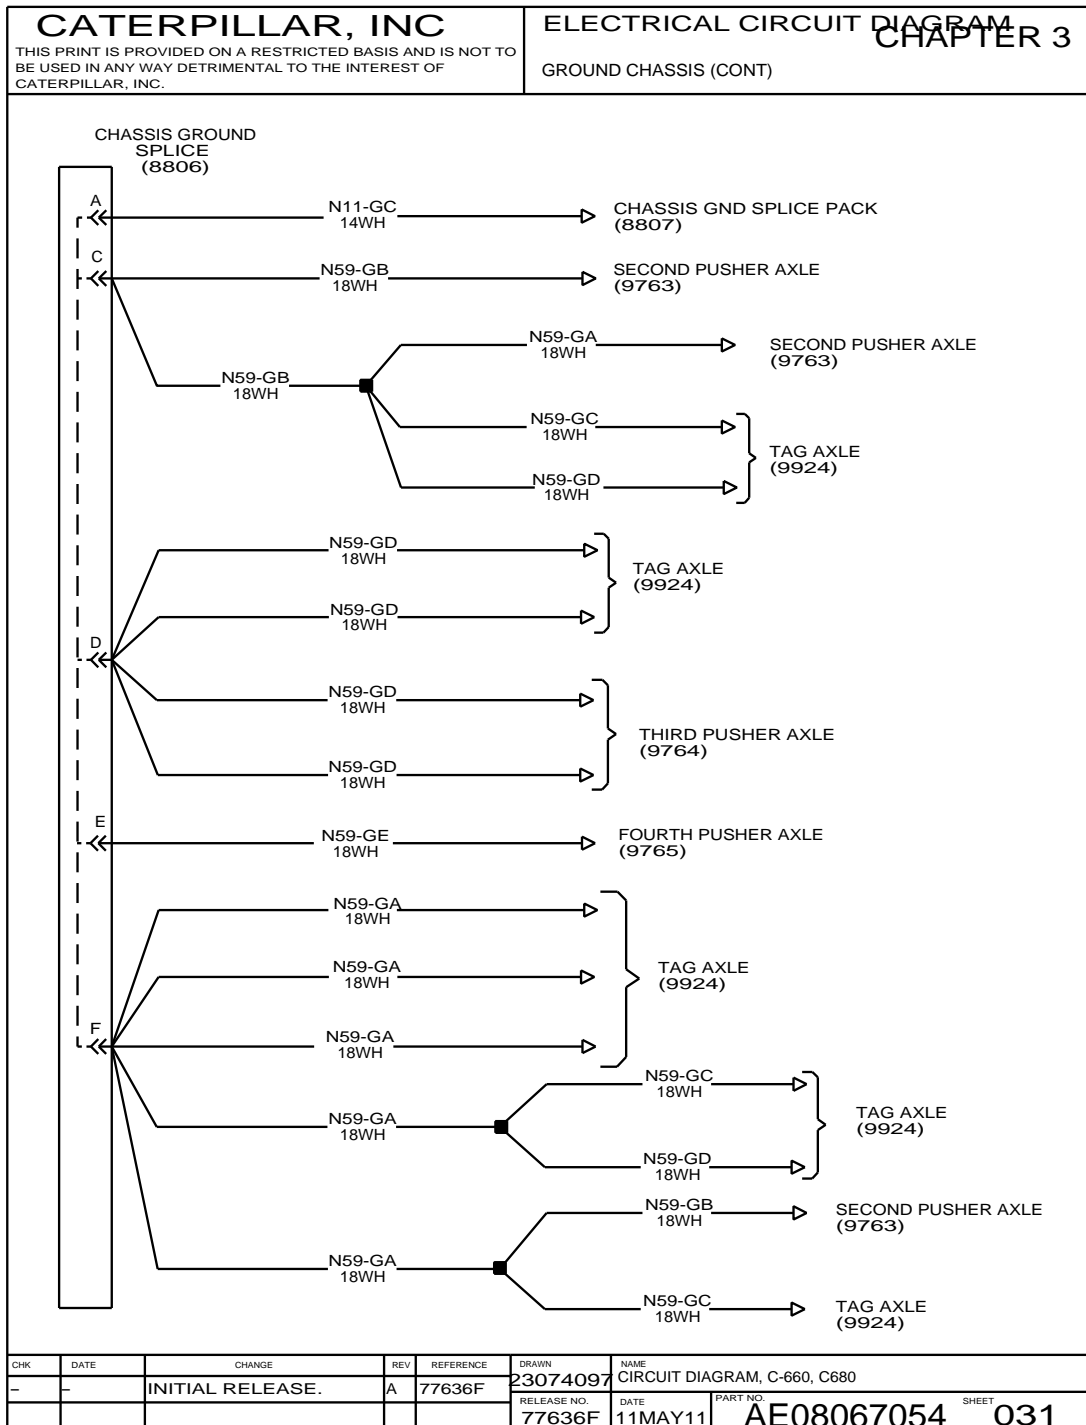 CATERPILLAR, INC
THIS PRINT IS PROVIDED ON A RESTRICTED BASIS AND IS NOT TO
BE USED IN ANY WAY DETRIMENTAL TO THE INTEREST OF
CATERPILLAR, INC.
ELECTRICAL CIRCUIT DIAGRAM
CHAPTER 3
GROUND CHASSIS (CONT)
CHASSIS GROUND
SPLICE
(8806)
A
N11-GC
14WH
CHASSIS GND SPLICE PACK
(8807)
C
N59-GB
18WH
SECOND PUSHER AXLE
(9763)
N59-GA
18WH
SECOND PUSHER AXLE
(9763)
N59-GB
18WH
N59-GC
18WH
TAG AXLE
(9924)
N59-GD
18WH
N59-GD
18WH
TAG AXLE
(9924)
N59-GD
18WH
D
N59-GD
18WH
THIRD PUSHER AXLE
(9764)
N59-GD
18WH
E
N59-GE
18WH
FOURTH PUSHER AXLE
(9765)
N59-GA
18WH
N59-GA
18WH
TAG AXLE
(9924)
F
N59-GA
18WH
N59-GC
18WH
N59-GA
18WH
TAG AXLE
(9924)
N59-GD
18WH
N59-GB
18WH
SECOND PUSHER AXLE
(9763)
N59-GA
18WH
N59-GC
18WH
TAG AXLE
(9924)
CHK DATE CHANGE REV REFERENCE
– – INITIAL RELEASE. A 77636F
DRAWN
23074097
NAME
CIRCUIT DIAGRAM, C-660, C680
RELEASE NO.
77636F
DATE
11MAY11
PART NO.
AE08067054
SHEET
031